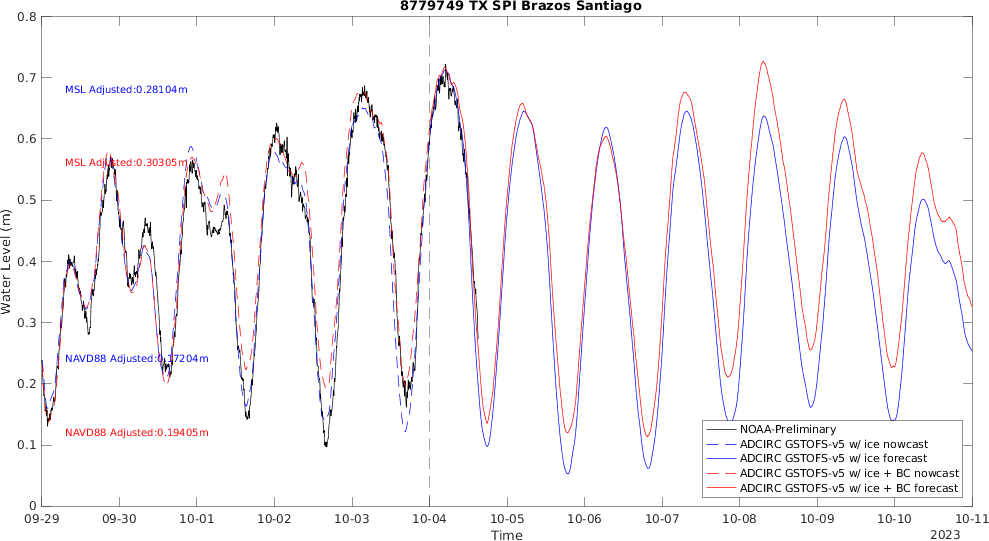 8779749 TX SPI Brazos Santiago
0.8
0.7
0.6
0.5
0.4
0.3
0.2
0.1
0
Water Level (m)
MSL Adjusted:0.28104m
MSL Adjusted:0.30305m
NAVD88 Adjusted:0.17204m
NAVD88 Adjusted:0.19405m
NOAA-Preliminary
ADCIRC GSTOFS-v5 w/ ice nowcast
ADCIRC GSTOFS-v5 w/ ice forecast
ADCIRC GSTOFS-v5 w/ ice + BC nowcast
ADCIRC GSTOFS-v5 w/ ice + BC forecast
09-29 09-30 10-01 10-02 10-03 10-04 10-05 10-06 10-07 10-08 10-09 10-10 10-11
Time
2023